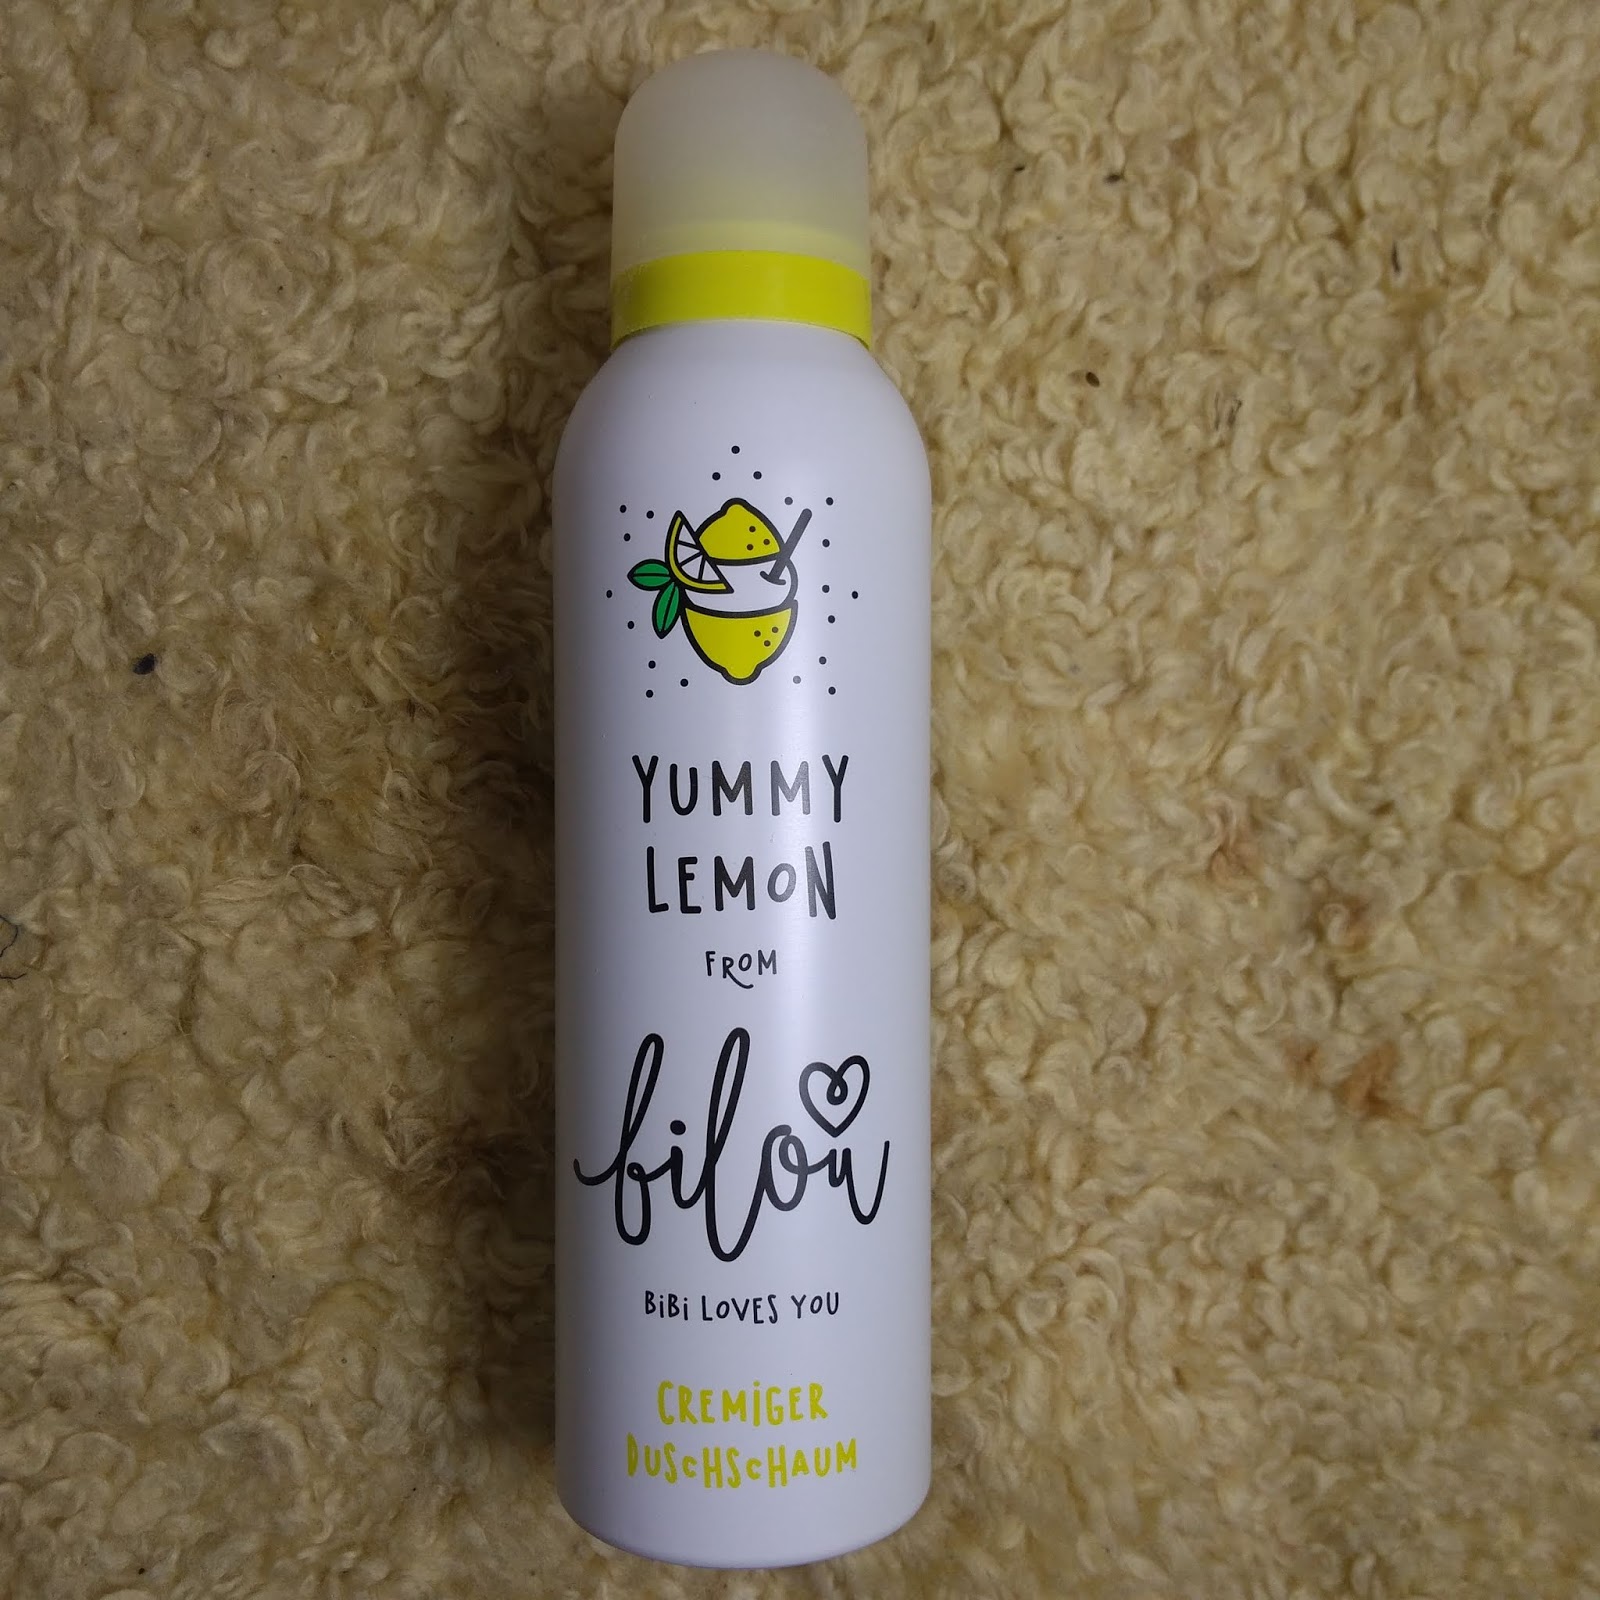 YUMMY
LEMON
FROM
bilou
BiBi LOVES YOU
CREMiGER
DUSCHSCHAUM